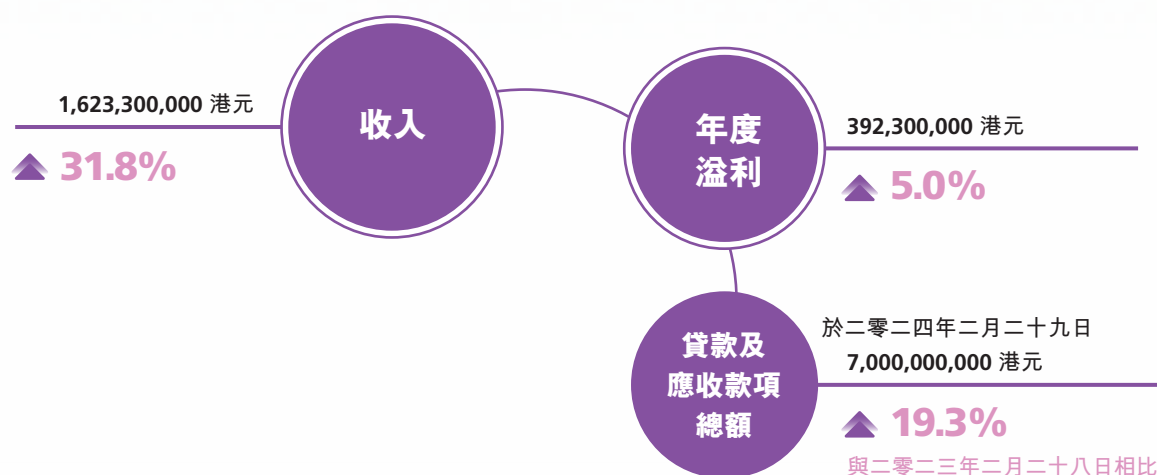 1,623,300,000 港元
31.8%
收入
年度
溢利
392,300,000 港元
5.0%
貸款及
應收款項
總額
於二零二四年二月二十九日
7,000,000,000 港元
19.3%
與二零二三年二月二十八日相比